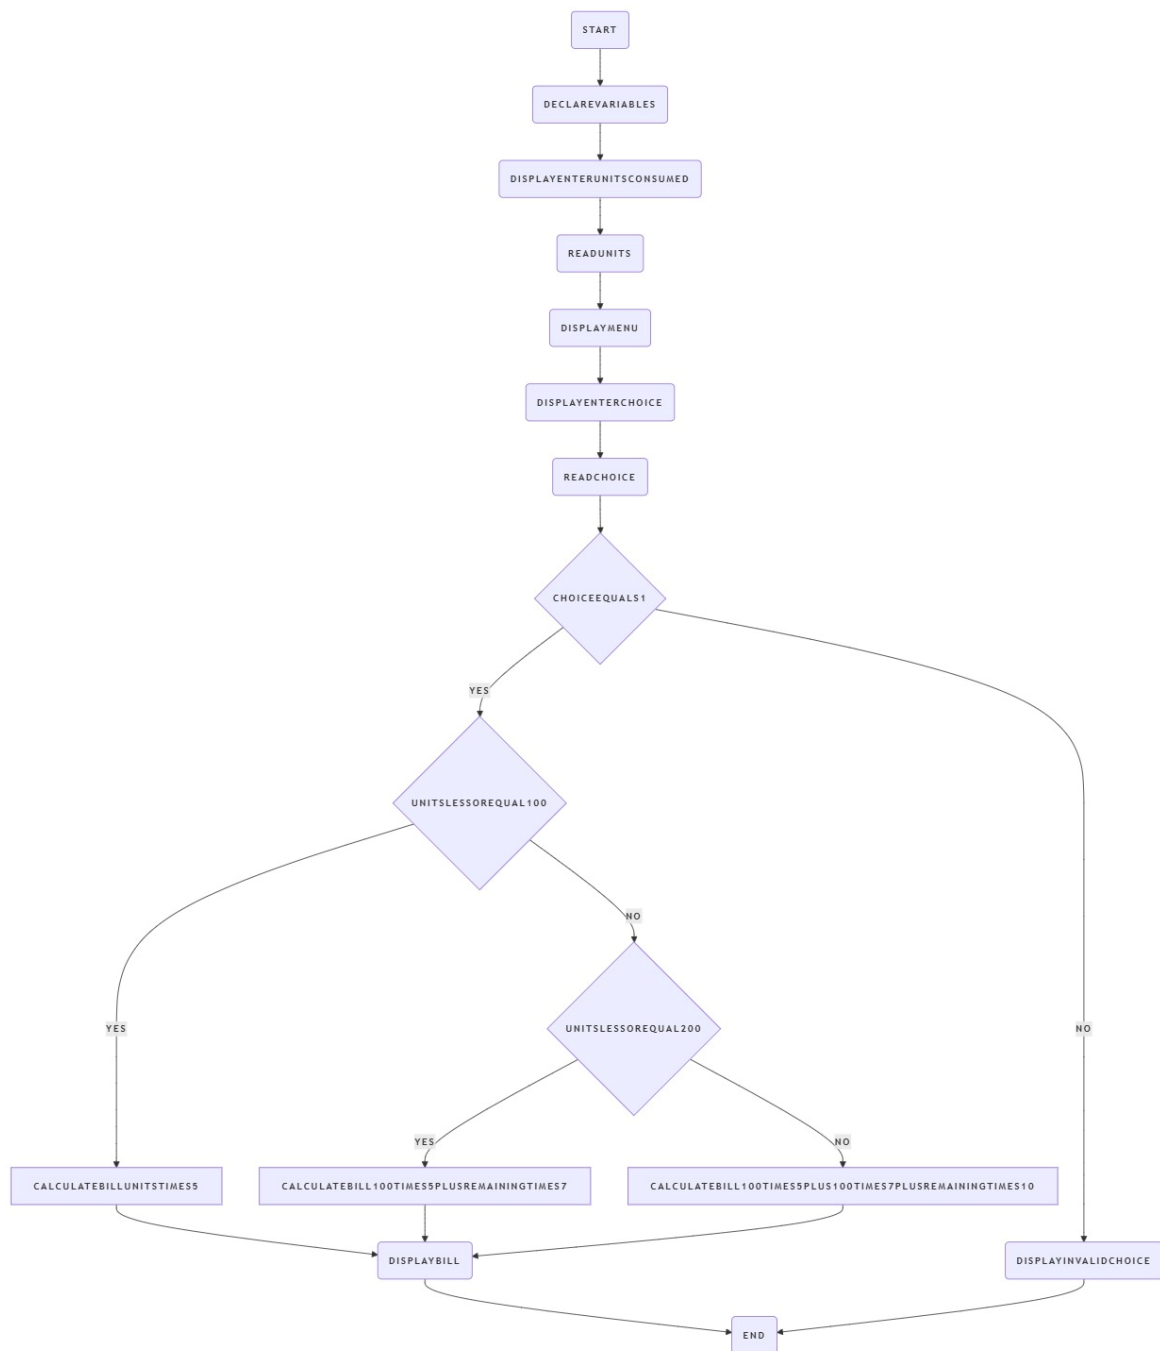 START
DECLAREVARIABLES
DISPLAYENTERUNITSCONSUMED
READUNITS
DISPLAYMENU
DISPLAYENTERCHOICE
READCHOICE
CHOICEEQUALS1
YES
UNITSLESSOREQUAL100
NO
UNITSLESSOREQUAL200
YES
NO
YES
NO
CALCULATEBILLUNITSTIMES5
CALCULATEBILL100TIMES5PLUSREMAININGTIMES7
CALCULATEBILL100TIMES5PLUS100TIMES7PLUSREMAININGTIMES10
DISPLAYBILL
DISPLAYINVALIDCHOICE
END